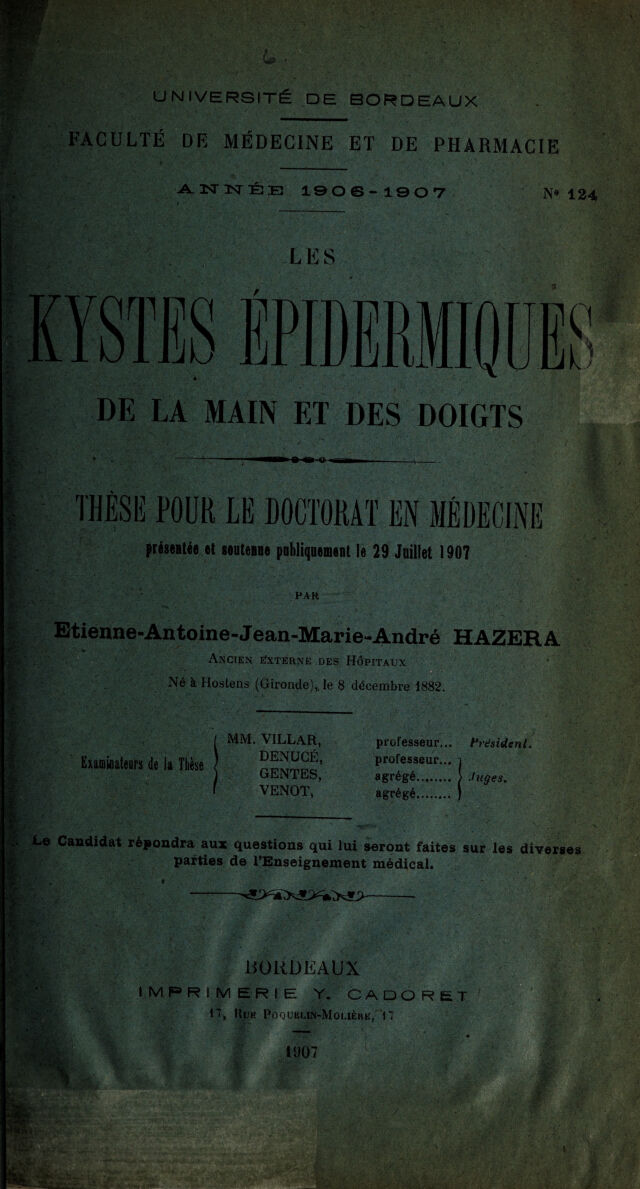 UNIVERSITÉ DE BORDEAUX
FACULTÉ DE MÉDECINE ET DE PHARMACIE
ANNÉE 1906-1907 N° 124
LES
KYSTES ÉPIDERMIQUES
DE LA MAIN ET DES DOIGTS
THÈSE POUR LE DOCTORAT EN MÉDECINE
présentée et soutenue publiquement le 29 Juillet 1907
PAR
Etienne-Antoine-Jean-Marie-André HAZERA
ANCIEN EXTERNE DES HÔPITAUX
Né à Hostens (Gironde), le 8 décembre 1882.
Examinateurs de la Thèse
MM. VILLAR, professeur... Président.
DENUCÉ, professeur...
GENTES, agrégé........ Juges.
VENOT, agrégé........
Le Candidat répondra aux questions qui lui seront faites sur les diverses
parties de l'Enseignement médical.
BORDEAUX
IMPRIMERIE Y. CADORET
17, RUE POQUELIN-MOLIÈRE, 17
1907